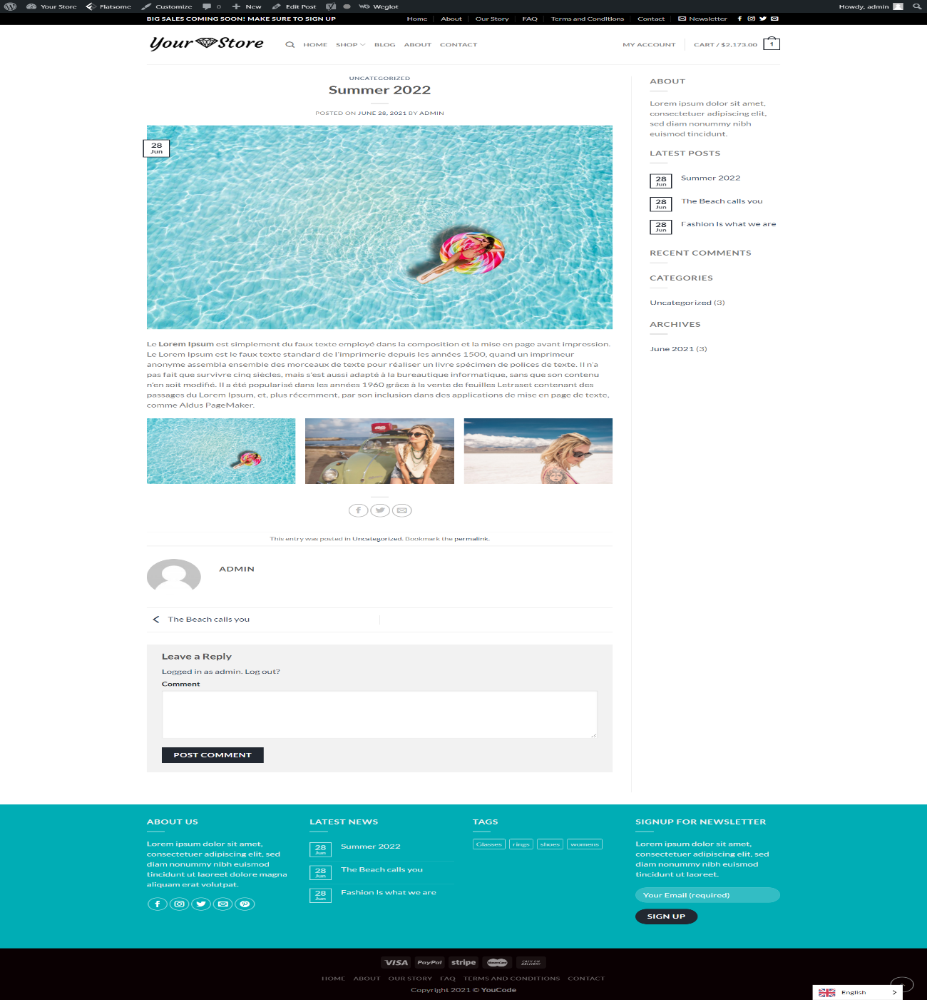 Your Store Flatsome Customize 0 New Edit Post Weglot Howdy, admin
BIG SALES COMING SOON! MAKE SURE TO SIGN UP Home About Our Story FAQ Terms and Conditions Contact Newsletter
Your Store HOME SHOP BLOG ABOUT CONTACT MY ACCOUNT CART / $2,173.00 1
UNCATEGORIZED
Summer 2022
POSTED ON JUNE 28, 2021 BY ADMIN
28
Jun
Le Lorem Ipsum est simplement du faux texte employé dans la composition et la mise en page avant impression.
Le Lorem Ipsum est le faux texte standard de l'imprimerie depuis les années 1500, quand un imprimeur
anonyme assembla ensemble des morceaux de texte pour réaliser un livre spécimen de polices de texte. Il n'a
pas fait que survivre cinq siècles, mais s'est aussi adapté à la bureautique informatique, sans que son contenu
n'en soit modifié. Il a été popularisé dans les années 1960 grâce à la vente de feuilles Letraset contenant des
passages du Lorem Ipsum, et, plus récemment, par son inclusion dans des applications de mise en page de texte,
comme Aldus PageMaker.
This entry was posted in Uncategorized. Bookmark the permalink.
ADMIN
The Beach calls you
Leave a Reply
Logged in as admin. Log out?
Comment
POST COMMENT
ABOUT
Lorem ipsum dolor sit amet,
consectetuer adipiscing elit,
sed diam nonummy nibh
euismod tincidunt.
LATEST POSTS
28
Jun
Summer 2022
28
Jun
The Beach calls you
28
Jun
Fashion Is what we are
RECENT COMMENTS
CATEGORIES
Uncategorized (3)
ARCHIVES
June 2021 (3)
ABOUT US
Lorem ipsum dolor sit amet,
consectetuer adipiscing elit, sed
diam nonummy nibh euismod
tincidunt ut laoreet dolore magna
aliquam erat volutpat.
LATEST NEWS
28
Jun
Summer 2022
28
Jun
The Beach calls you
28
Jun
Fashion Is what we are
TAGS
Glasses rings shoes womens
SIGNUP FOR NEWSLETTER
Lorem ipsum dolor sit amet,
consectetuer adipiscing elit, sed
diam nonummy nibh euismod
tincidunt ut laoreet.
Your Email (required)
SIGN UP
VISA PayPal stripe MasterCard CASH ON DELIVERY
HOME ABOUT OUR STORY FAQ TERMS AND CONDITIONS CONTACT
Copyright 2021 © YouCode
English